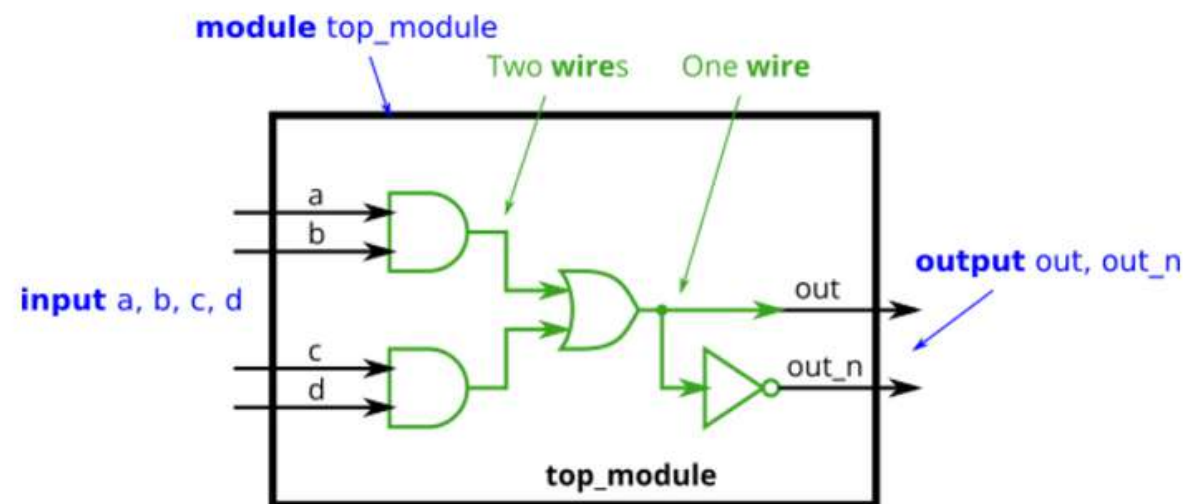 module top_module
Two wires One wire
a
b
input a, b, c, d
output out, out_n
out
c
out_n
d
top_module